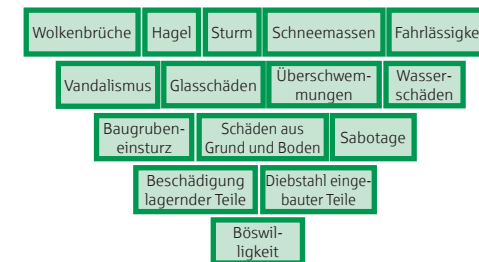 Wolkenbrüche Hagel Sturm Schneemassen Fahrlässigke
Vandalismus Glasschäden Überschwem-
mungen Wasser-
schäden
Baugruben-
einsturz Schäden aus
Grund und Boden Sabotage
Beschädigung
lagernder Teile Diebstahl einge-
bauter Teile
Böswil-
ligkeit